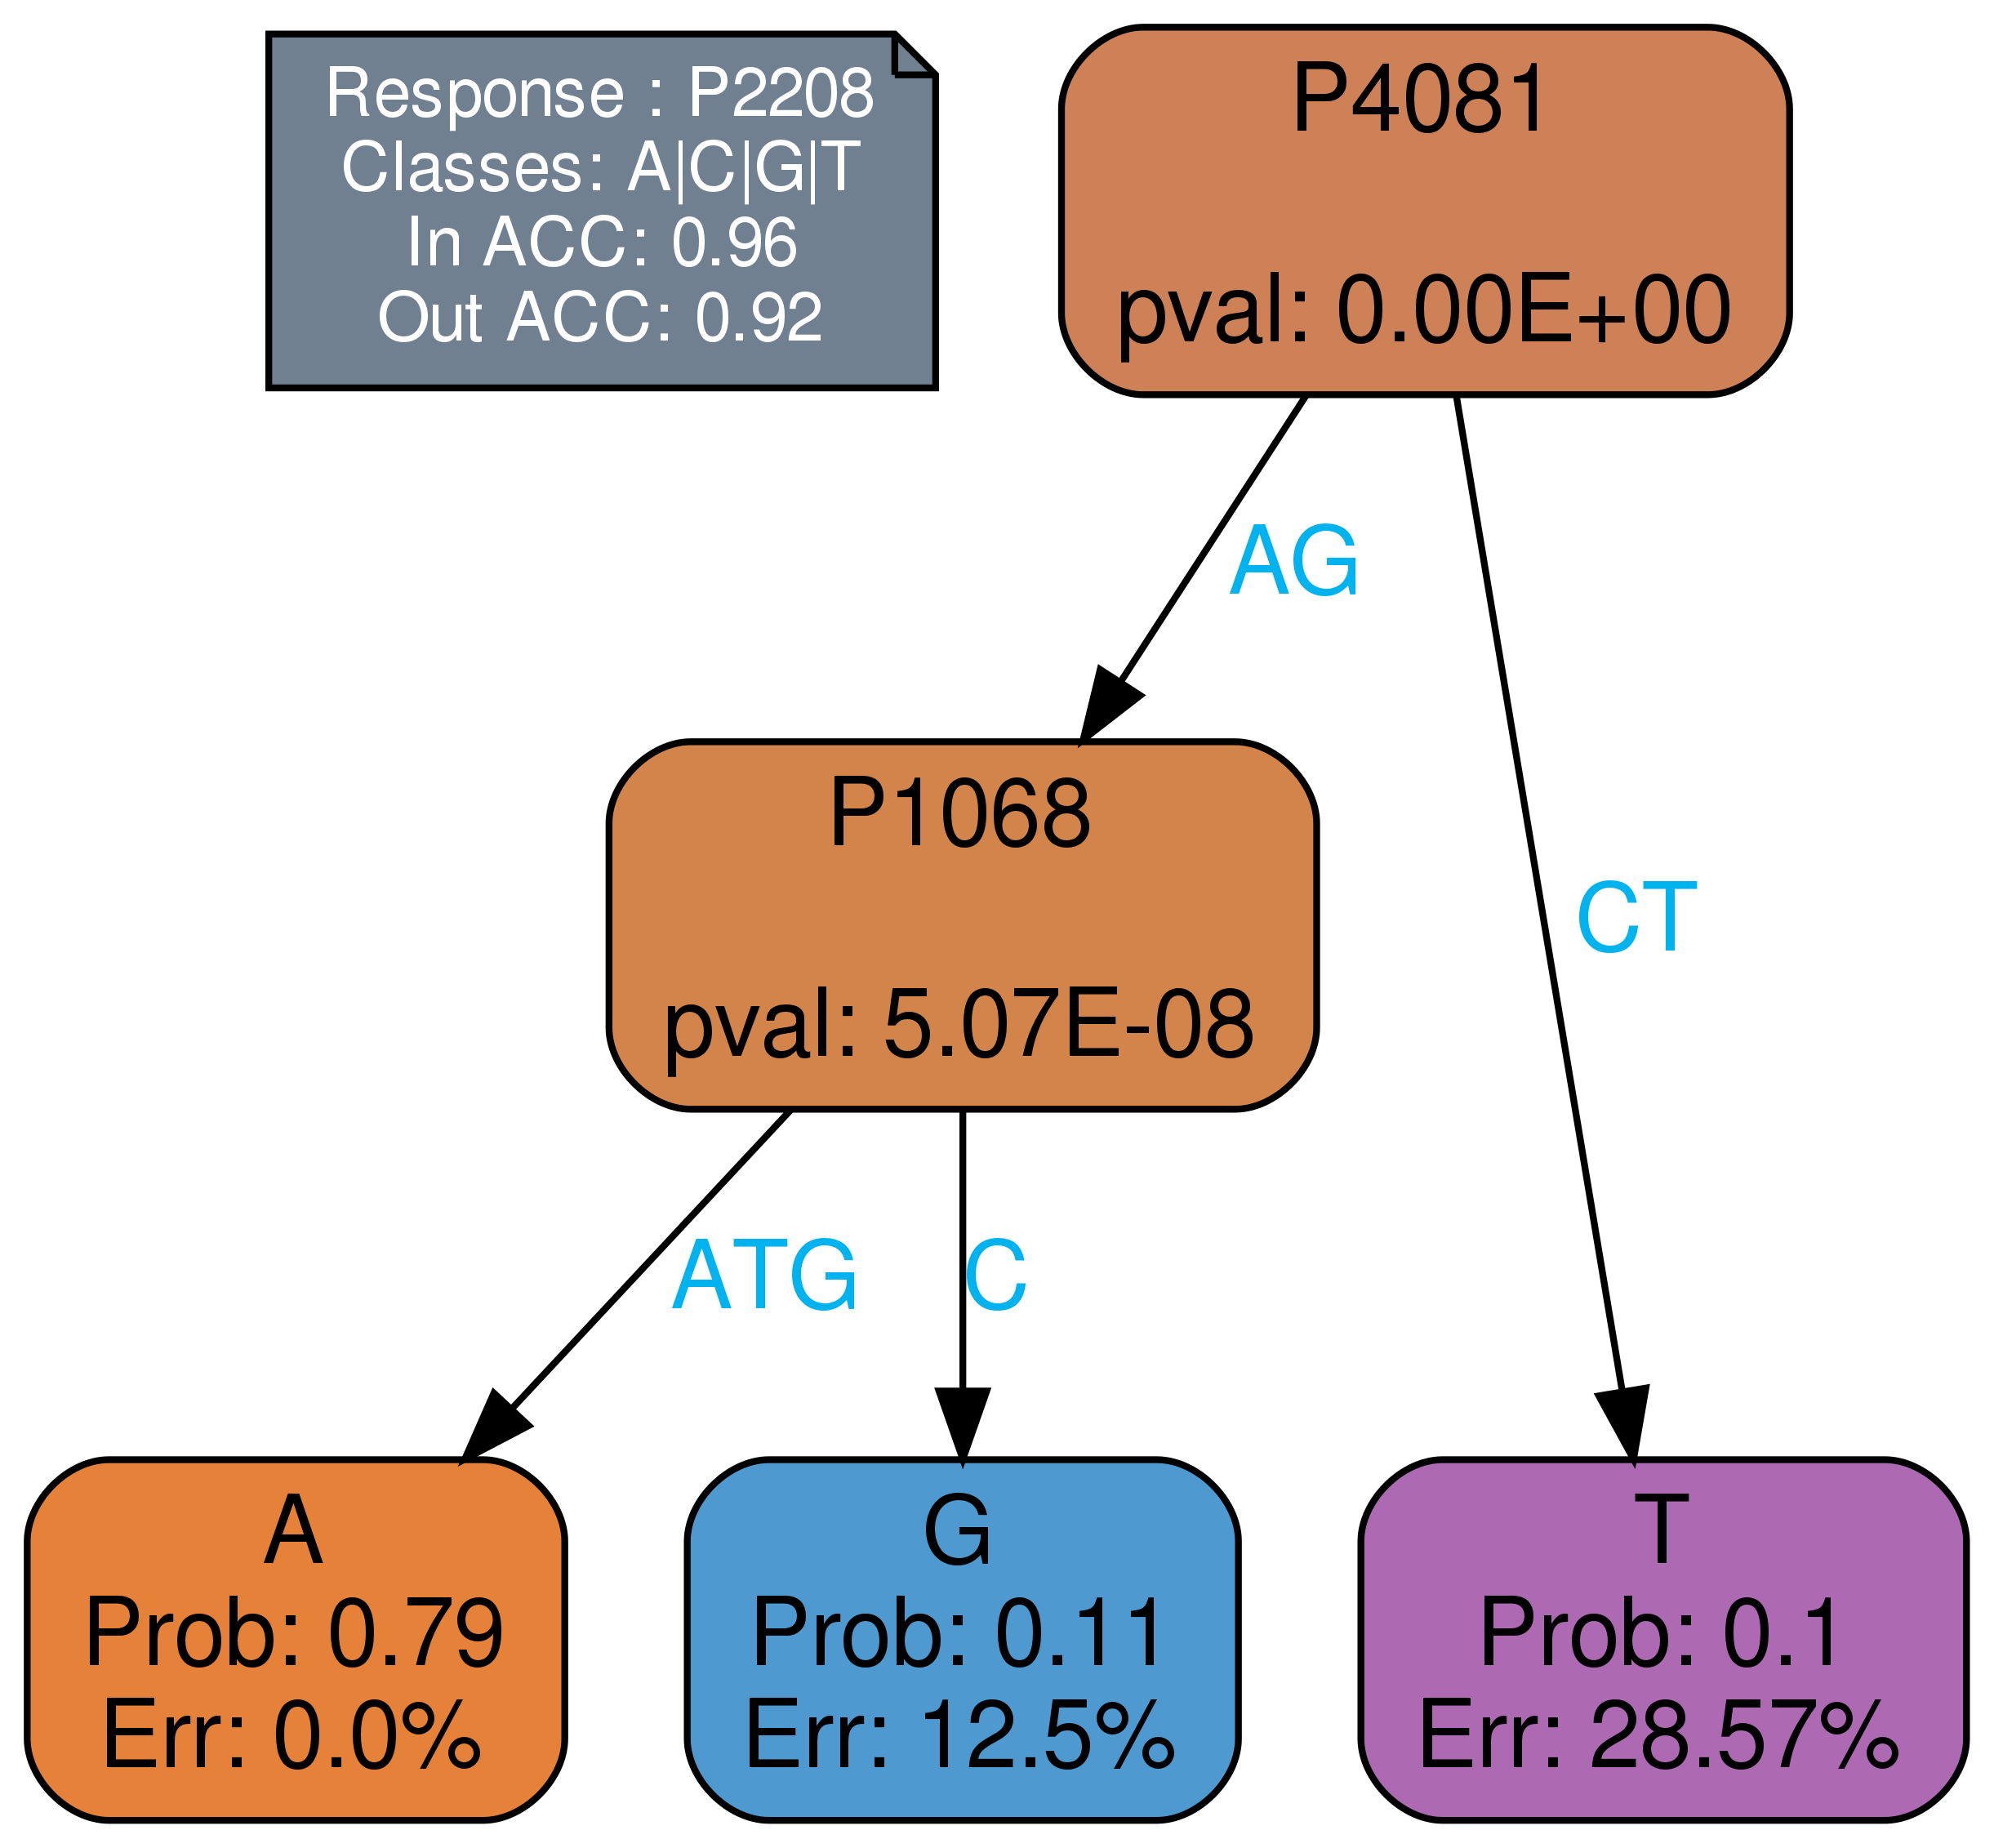 Response : P2208
Classes: A|C|G|T
In ACC: 0.96
Out ACC: 0.92
P4081
pval: 0.00E+00
AG
P1068
pval: 5.07E-08
CT
ATG
C
A
Prob: 0.79
Err: 0.0%
G
Prob: 0.11
Err: 12.5%
T
Prob: 0.1
Err: 28.57%